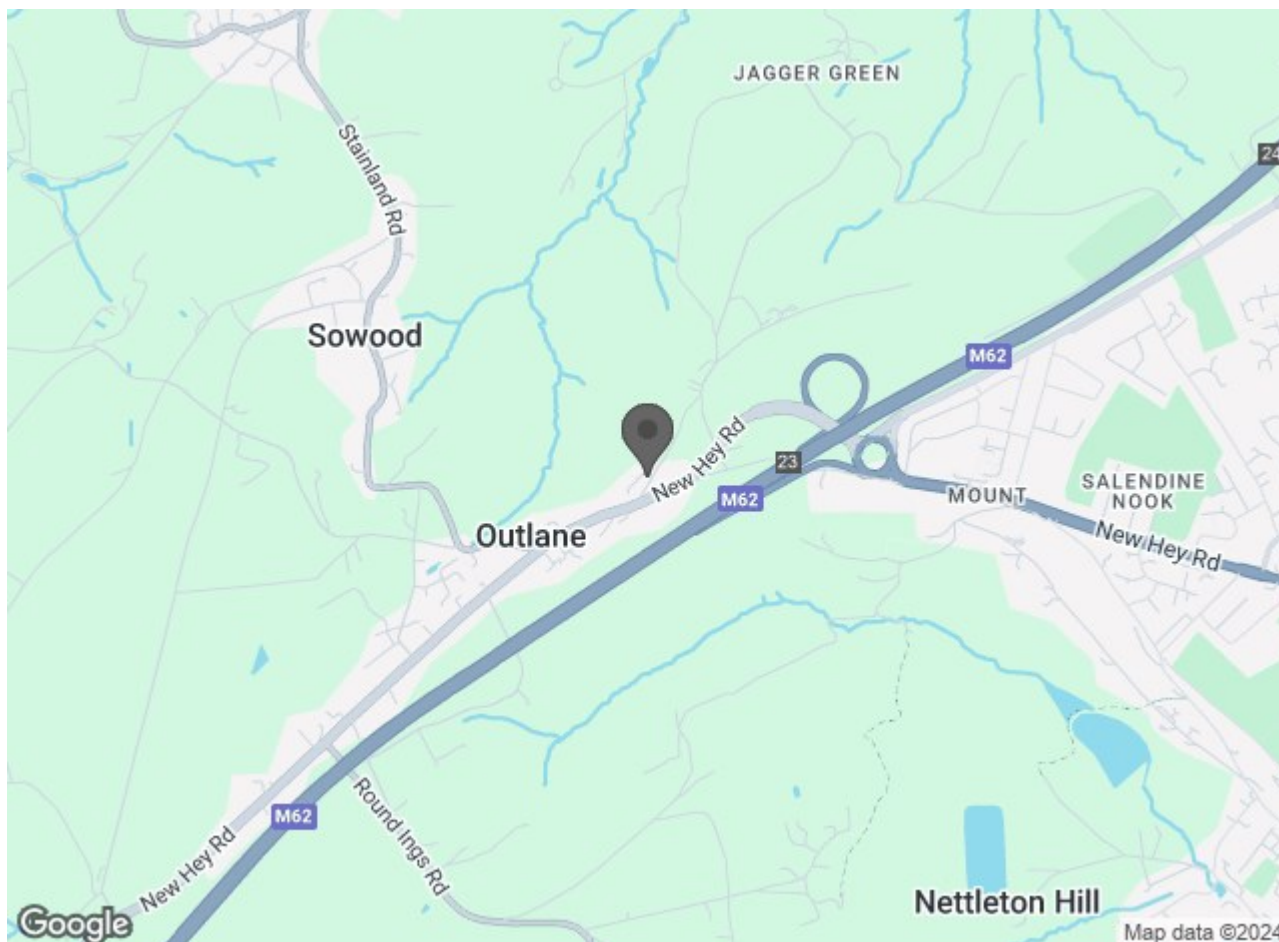 JAGGER GREEN
Stainland Rd
24
Sowood
M62
New Hey Rd
23
M62
SALENDINE
NOOK
MOUNT
Outlane
New Hey Rd
M62
Round Ings Rd
New Hey Rd
Nettleton Hill
Google
Map data ©2024